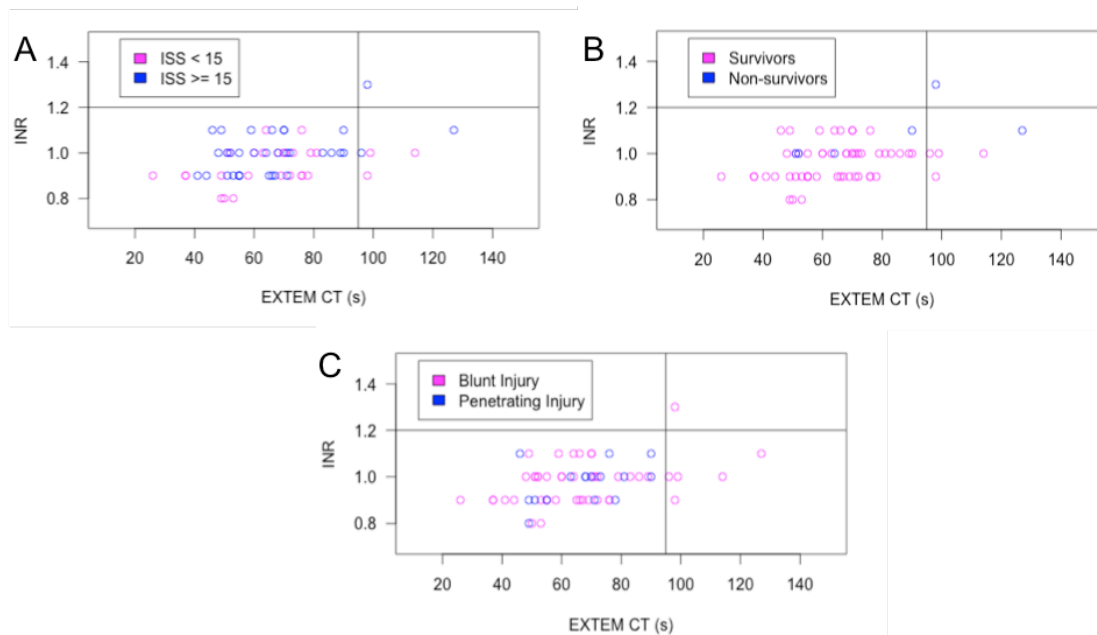 A
ISS < 15
ISS >= 15
1.4
1.2
1.0
0.8
INR
20 40 60 80 100 120 140
EXTEM CT (s)
B
Survivors
Non-survivors
1.4
1.2
1.0
0.8
INR
20 40 60 80 100 120 140
EXTEM CT (s)
C
Blunt Injury
Penetrating Injury
1.4
1.2
1.0
0.8
INR
20 40 60 80 100 120 140
EXTEM CT (s)